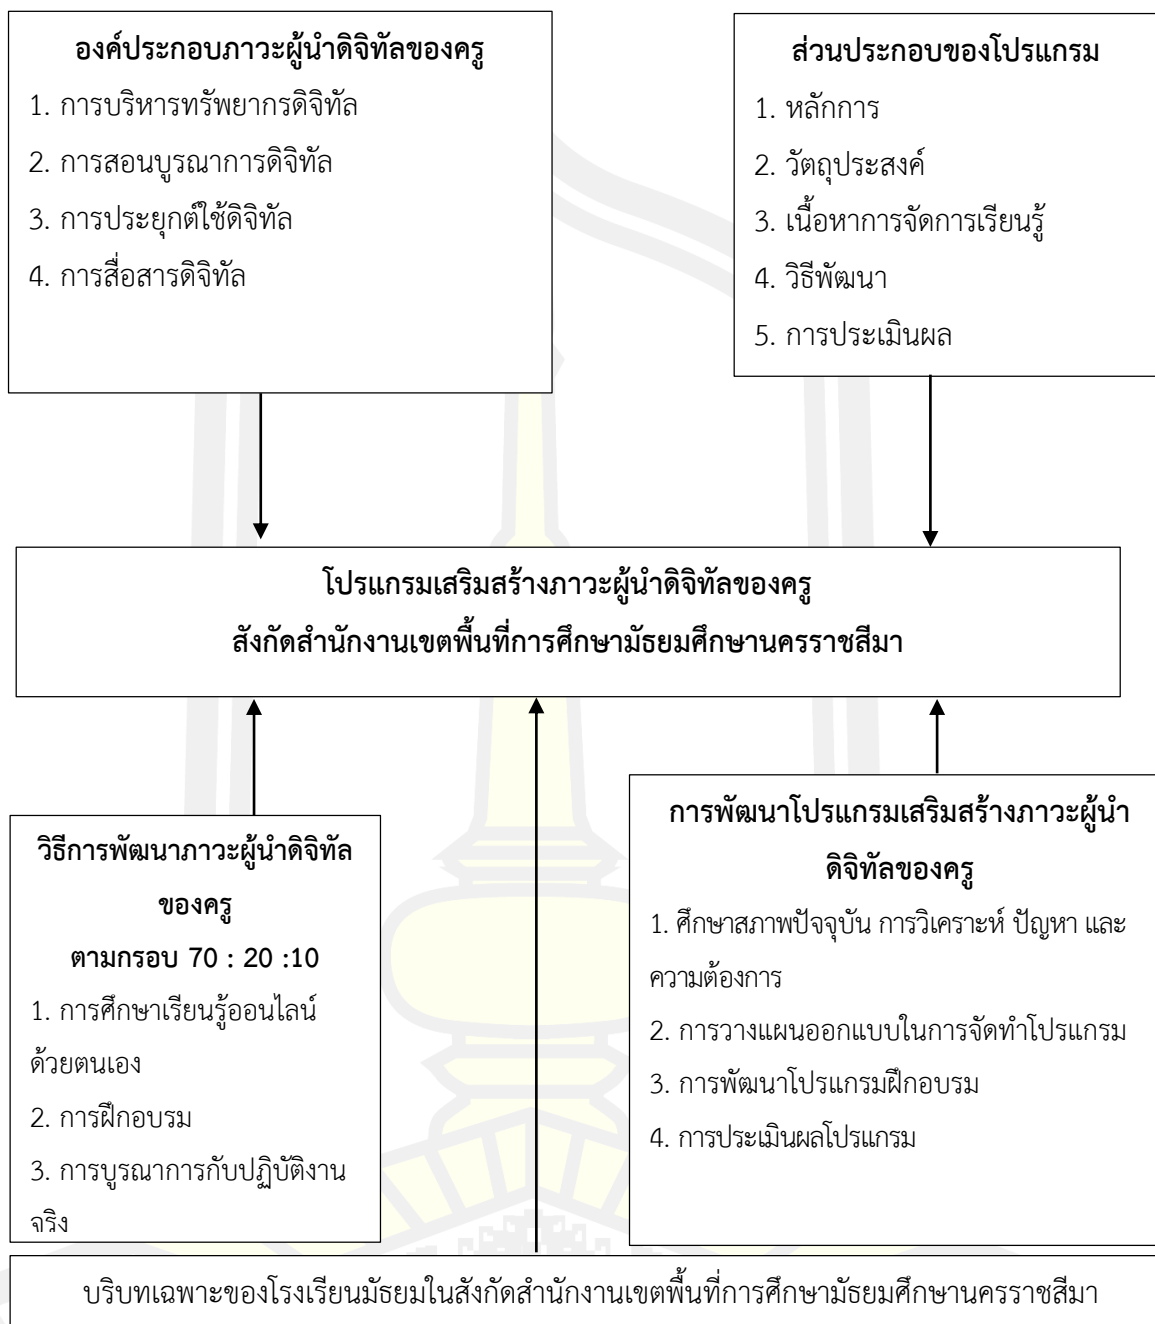 องค์ประกอบภาวะผู้นำดิจิทัลของครู
1. การบริหารทรัพยากรดิจิทัล
2. การสอนบูรณาการดิจิทัล
3. การประยุกต์ใช้ดิจิทัล
4. การสื่อสารดิจิทัล
ส่วนประกอบของโปรแกรม
1. หลักการ
2. วัตถุประสงค์
3. เนื้อหาการจัดการเรียนรู้
4. วิธีพัฒนา
5. การประเมินผล
โปรแกรมเสริมสร้างภาวะผู้นำดิจิทัลของครู
สังกัดสำนักงานเขตพื้นที่การศึกษามัธยมศึกษานครราชสีมา
วิธีการพัฒนาภาวะผู้นำดิจิทัล
ของครู
ตามกรอบ 70 : 20 :10
1. การศึกษาเรียนรู้ออนไลน์
ด้วยตนเอง
2. การฝึกอบรม
3. การบูรณาการกับปฏิบัติงาน
จริง
การพัฒนาโปรแกรมเสริมสร้างภาวะผู้นำ
ดิจิทัลของครู
1. ศึกษาสภาพปัจจุบัน การวิเคราะห์ ปัญหา และ
ความต้องการ
2. การวางแผนออกแบบในการจัดทำโปรแกรม
3. การพัฒนาโปรแกรมฝึกอบรม
4. การประเมินผลโปรแกรม
บริบทเฉพาะของโรงเรียนมัธยมในสังกัดสำนักงานเขตพื้นที่การศึกษามัธยมศึกษานครราชสีมา